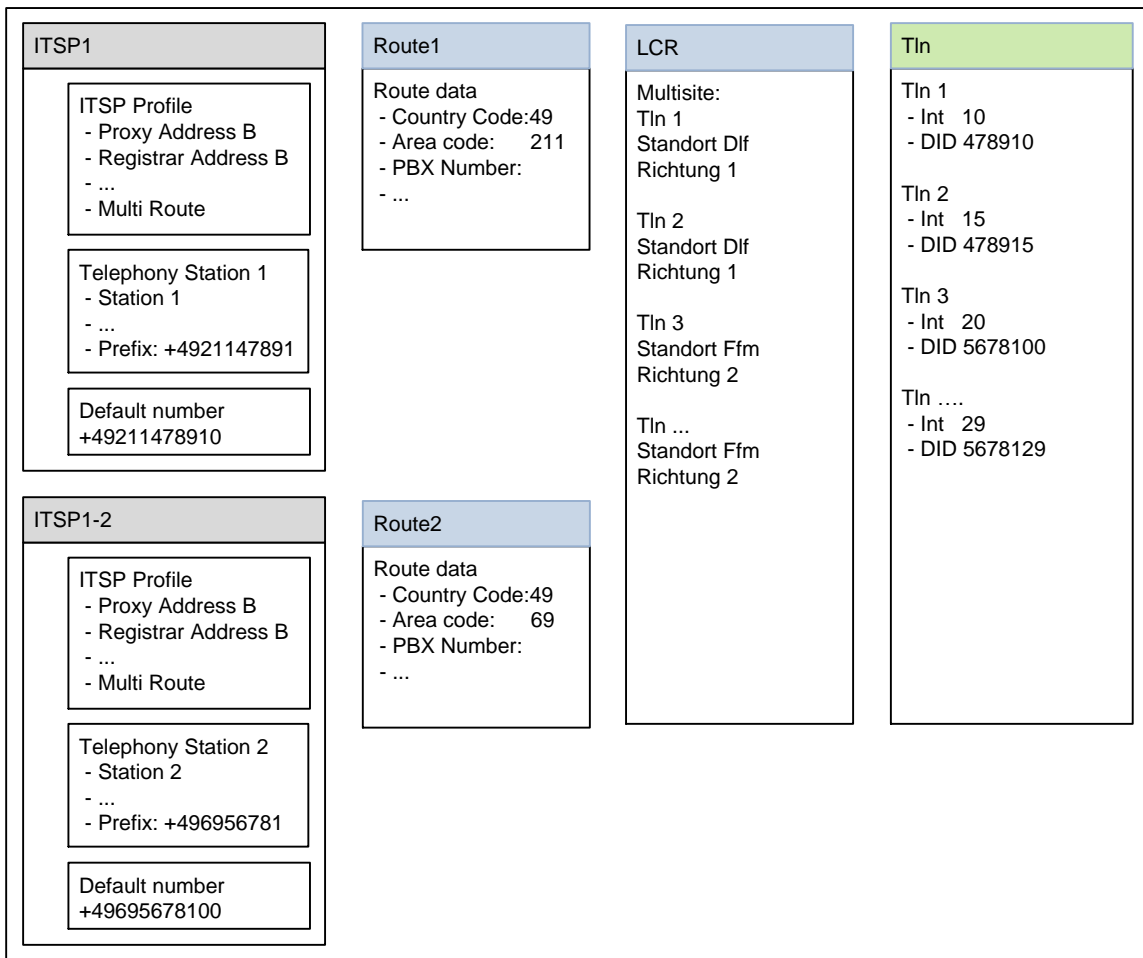 ITSP1
ITSP Profile
- Proxy Address B
- Registrar Address B
- ...
- Multi Route
Telephony Station 1
- Station 1
- ...
- Prefix: +4921147891
Default number
+49211478910
ITSP1-2
ITSP Profile
- Proxy Address B
- Registrar Address B
- ...
- Multi Route
Telephony Station 2
- Station 2
- ...
- Prefix: +496956781
Default number
+49695678100
Route1
Route data
- Country Code:49
- Area code: 211
- PBX Number:
- ...
Route2
Route data
- Country Code:49
- Area code: 69
- PBX Number:
- ...
LCR
Multisite:
Tln 1
Standort Dlf
Richtung 1
Tln 2
Standort Dlf
Richtung 1
Tln 3
Standort Ffm
Richtung 2
Tln ...
Standort Ffm
Richtung 2
Tln
Tln 1
- Int 10
- DID 478910
Tln 2
- Int 15
- DID 478915
Tln 3
- Int 20
- DID 5678100
Tln ....
- Int 29
- DID 5678129